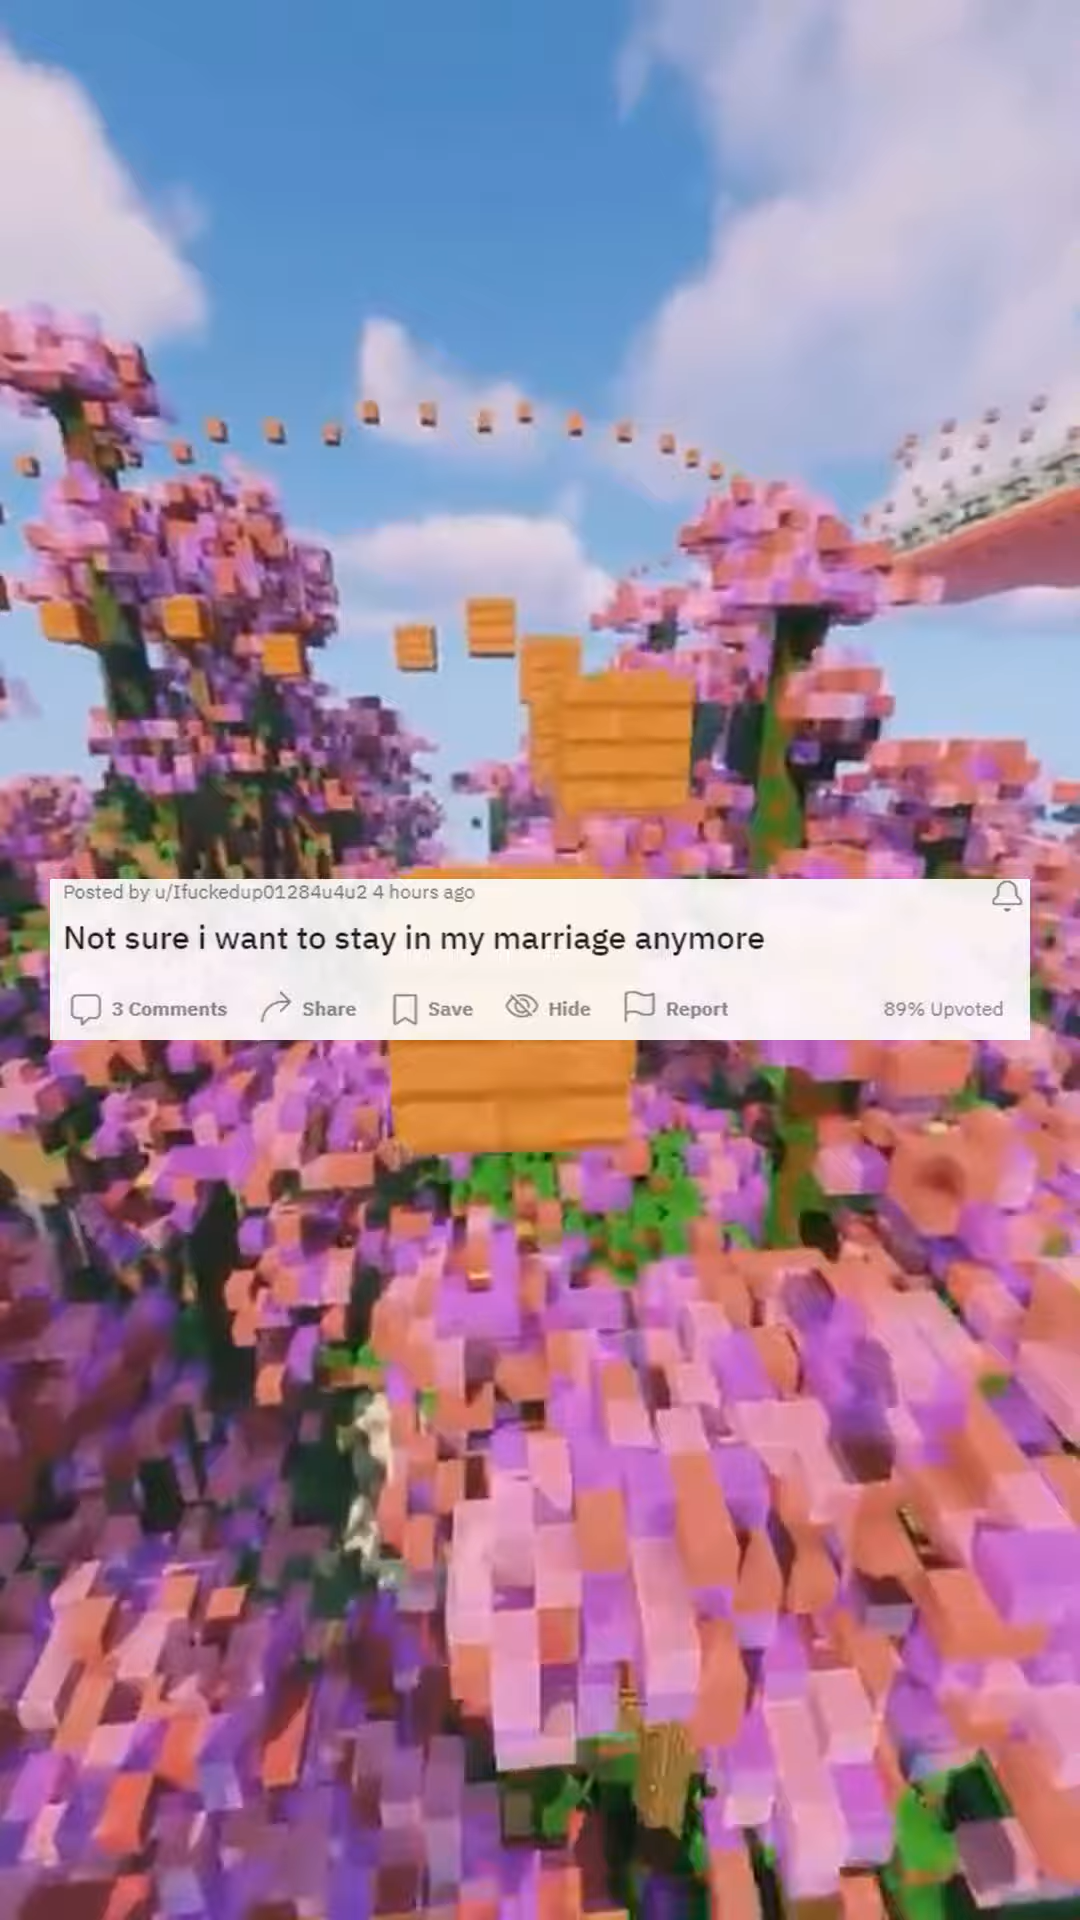 Posted by u/Ifuckedup01284u4u2 4 hours ago
Not sure i want to stay in my marriage anymore
3 Comments Share Save Hide Report 89% Upvoted